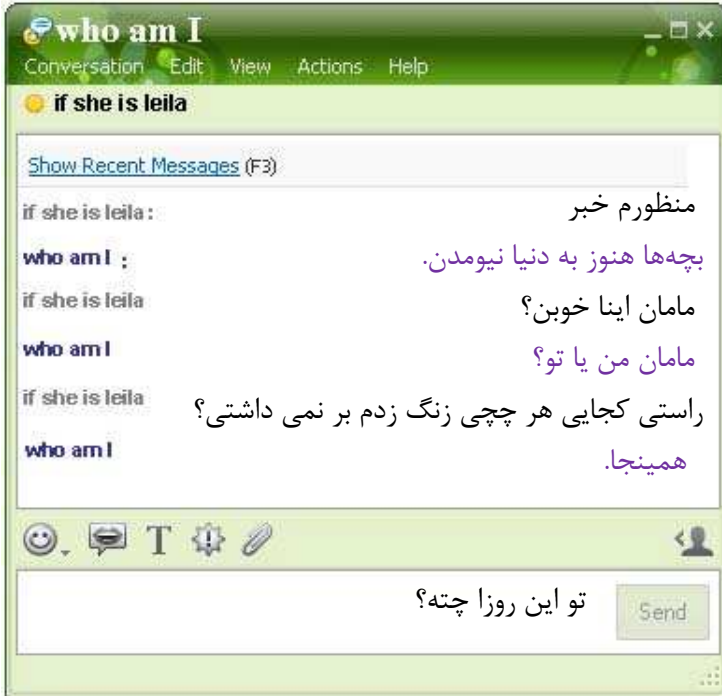 who am I
Conversation Edit View Actions Help
if she is leila
Show Recent Messages (F3)
if she is leila: منظورم خبر
who am I : بچه‌ها هنوز به دنیا نیومدن.
if she is leila مامان اینا خوبن؟
who am I مامان من یا تو؟
if she is leila راستی کجایی هر چچی زنگ زدم بر نمی داشتی؟
who am I همینجا.
T
تو این روزا چته؟ Send